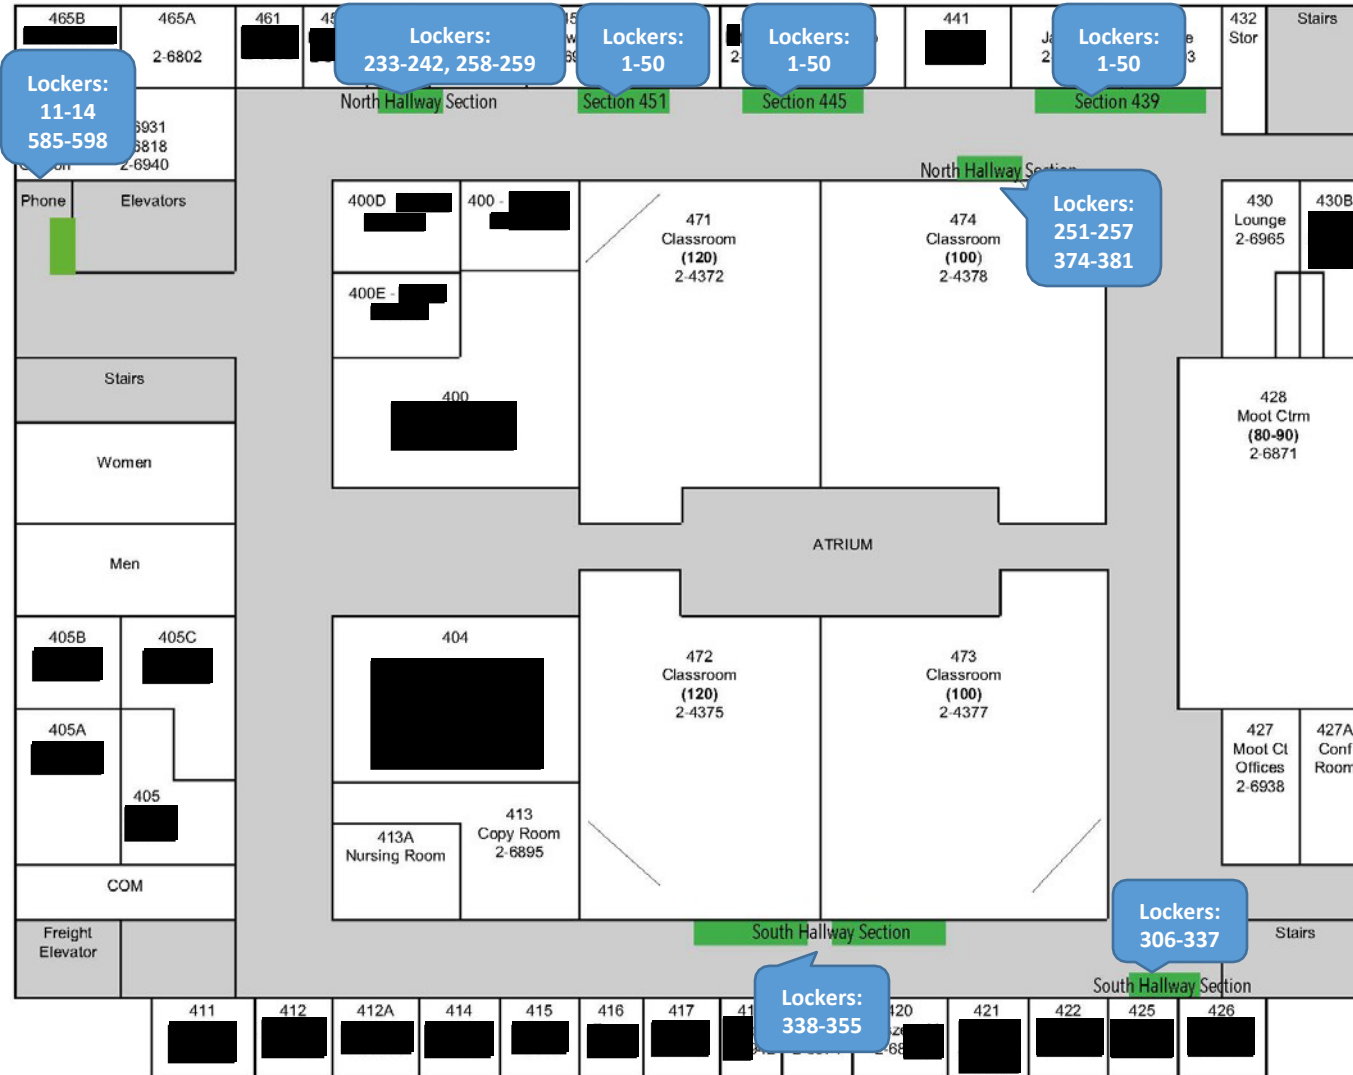 465B
465A
2-6802
461
Lockers:
233-242, 258-259
Lockers:
1-50
Lockers:
1-50
441
Lockers:
1-50
432
Stor
Stairs
Lockers:
11-14
585-598
North Hallway Section
Section 451
Section 445
Section 439
6931
6818
2-6940
Phone
Elevators
North Hallway Section
Lockers:
251-257
374-381
400D
400 -
400E -
400
471
Classroom
(120)
2-4372
474
Classroom
(100)
2-4378
430
Lounge
2-6965
430B
428
Moot Ctrm
(80-90)
2-6871
Stairs
Women
Men
ATRIUM
405B
405C
405A
405
COM
Freight
Elevator
404
413A
Nursing Room
413
Copy Room
2-6895
472
Classroom
(120)
2-4375
473
Classroom
(100)
2-4377
427
Moot Ct
Offices
2-6938
427A
Conf
Room
Lockers:
306-337
South Hallway Section
Stairs
South Hallway Section
Lockers:
338-355
411
412
412A
414
415
416
417
420
421
422
425
426